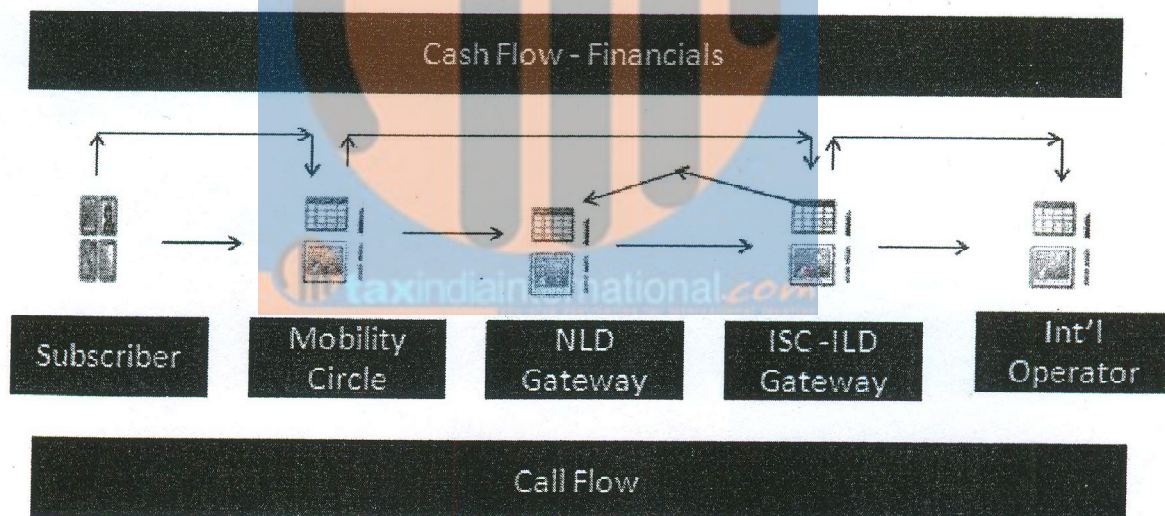 Cash Flow - Financials
taxindiainternational.com
Subscriber
Mobility
Circle
NLD
Gateway
ISC -ILD
Gateway
Int'l
Operator
Call Flow